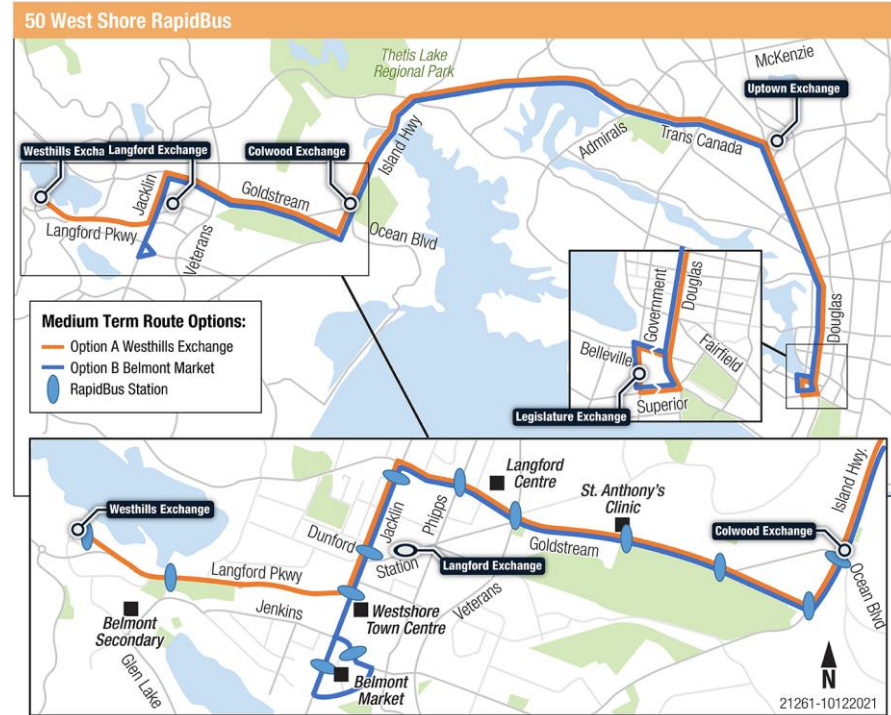 50 West Shore RapidBus
Thetis Lake
Regional Park
McKenzie
Uptown Exchange
Admirals
Trans Canada
Island Hwy
Westhills Excha
Langford Exchange
Colwood Exchange
Jacklin
Goldstream
Langford Pkwy
Veterans
Ocean Blvd
Douglas
Government
Douglas
Belleville
Fairfield
Superior
Legislature Exchange
Medium Term Route Options:
Option A Westhills Exchange
Option B Belmont Market
RapidBus Station
Westhills Exchange
Langford
Centre
St. Anthony's
Clinic
Island Hwy.
Colwood Exchange
Phipps
Jacklin
Dunford
Station
Langford Exchange
Goldstream
Langford Pkwy
Veterans
Ocean Blvd
Jenkins
Westshore
Town Centre
Belmont
Secondary
Glen Lake
Belmont
Market
N
21261-10122021